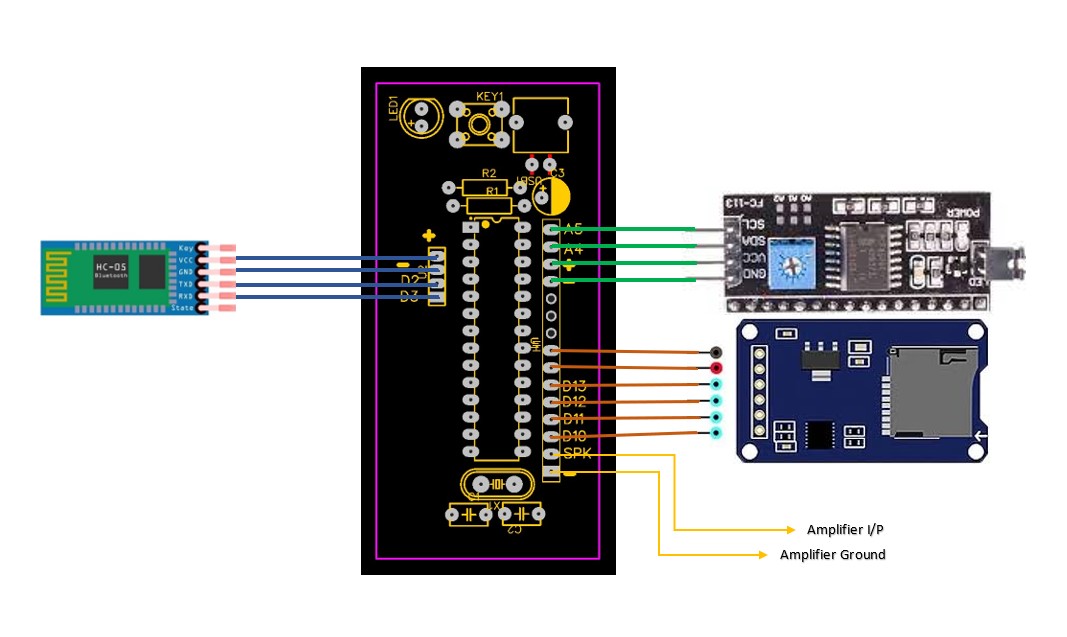 LED1
KEY1
+
USB1
C3
+
R2
R1
+
-
D2
D3
A5
A4
+
-
D13
D12
D11
D10
SPK
-
C1
X1
C2
HC-05
Bluetooth
Key
VCC
GND
TXD
RXD
State
FC-113
A2 A1 A0
POWER
SCL
SDA
VCC
GND
LED
Amplifier I/P
Amplifier Ground